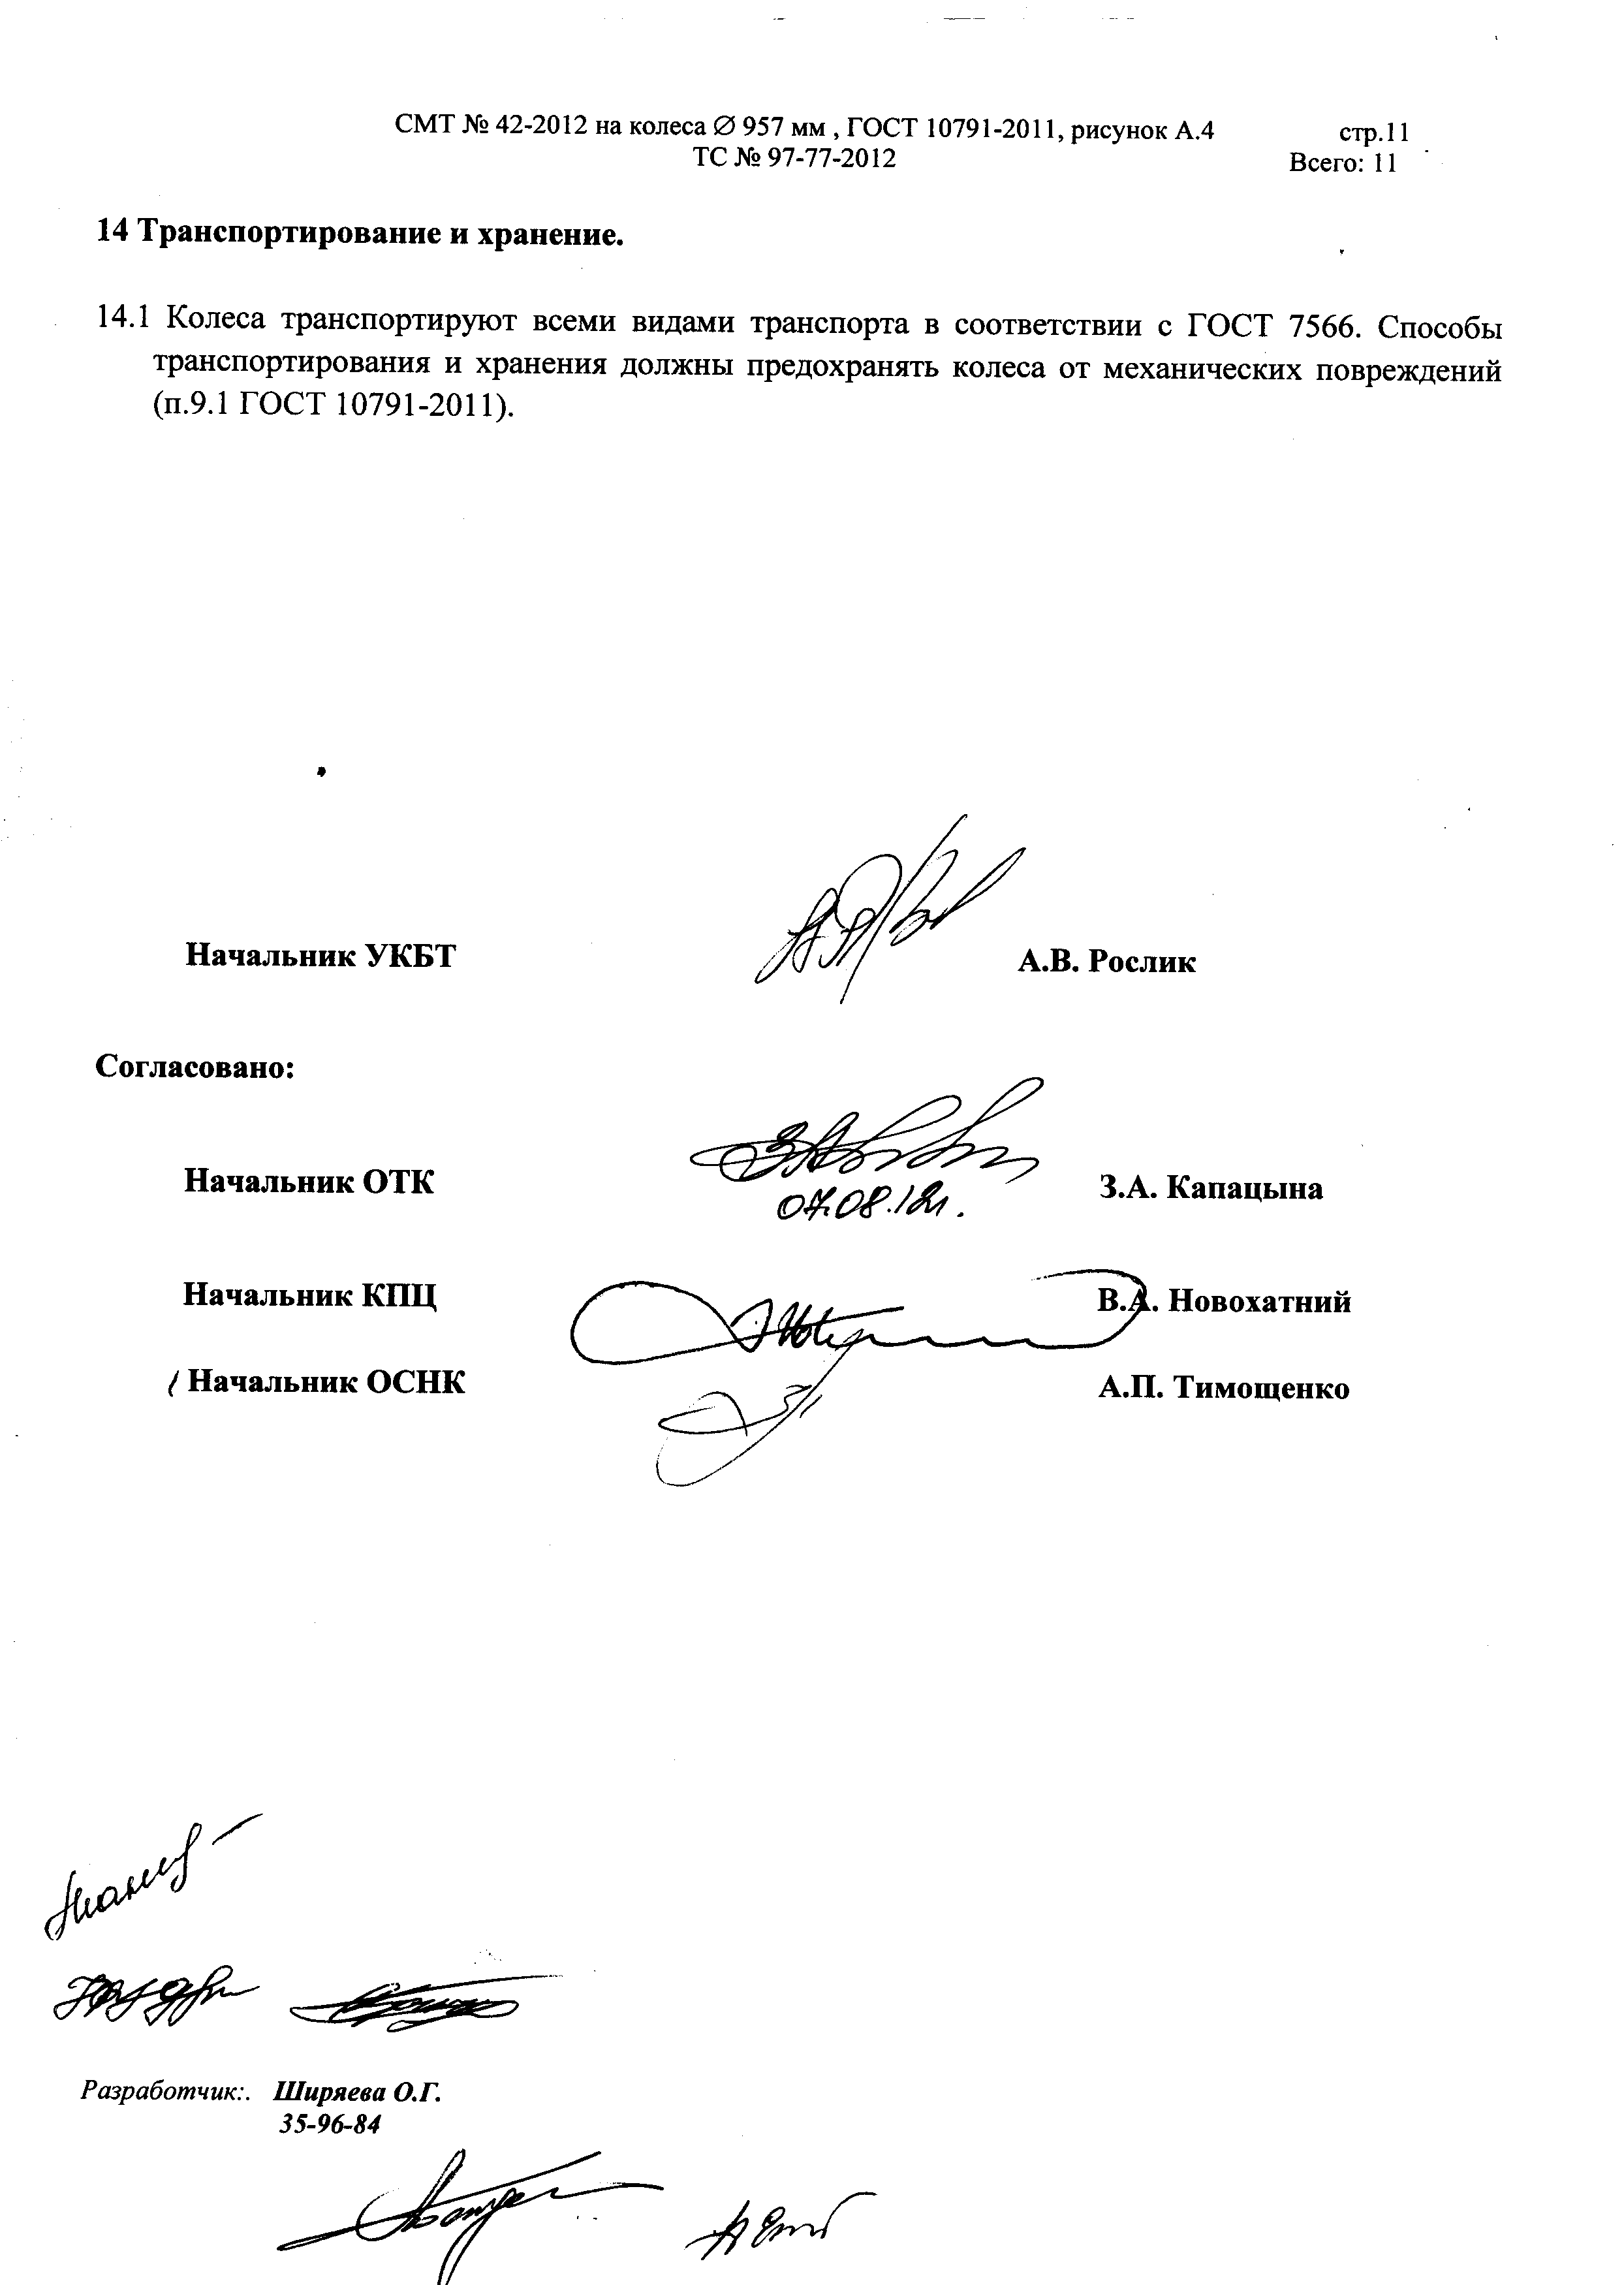 СМТ № 42-2012 на колеса ∅ 957 мм , ГОСТ 10791-2011, рисунок А.4 стр.11
ТС № 97-77-2012 Всего: 11
14 Транспортирование и хранение.
14.1 Колеса транспортируют всеми видами транспорта в соответствии с ГОСТ 7566. Способы
транспортирования и хранения должны предохранять колеса от механических повреждений
(п.9.1 ГОСТ 10791-2011).
Начальник УКБТ А.В. Рослик
Согласовано:
Начальник ОТК З.А. Капацына
07.08.12г.
Начальник КПЦ В.А. Новохатний
/ Начальник ОСНК А.П. Тимощенко
Разработчик:. Ширяева О.Г.
35-96-84